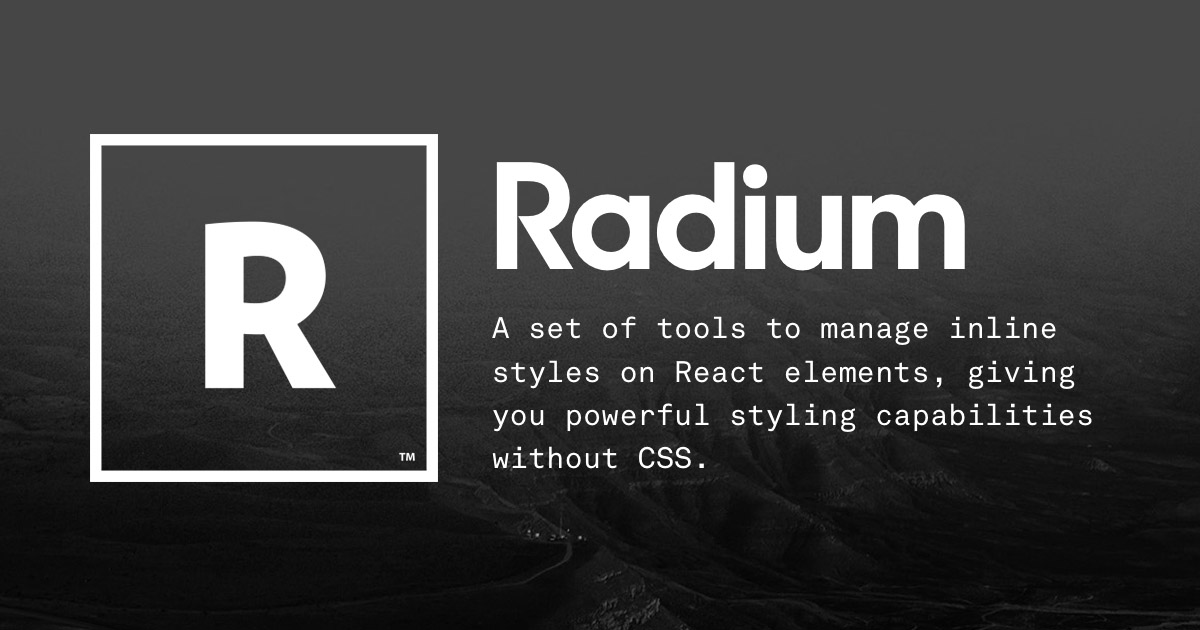 R
TM
Radium
A set of tools to manage inline
styles on React elements, giving
you powerful styling capabilities
without CSS.